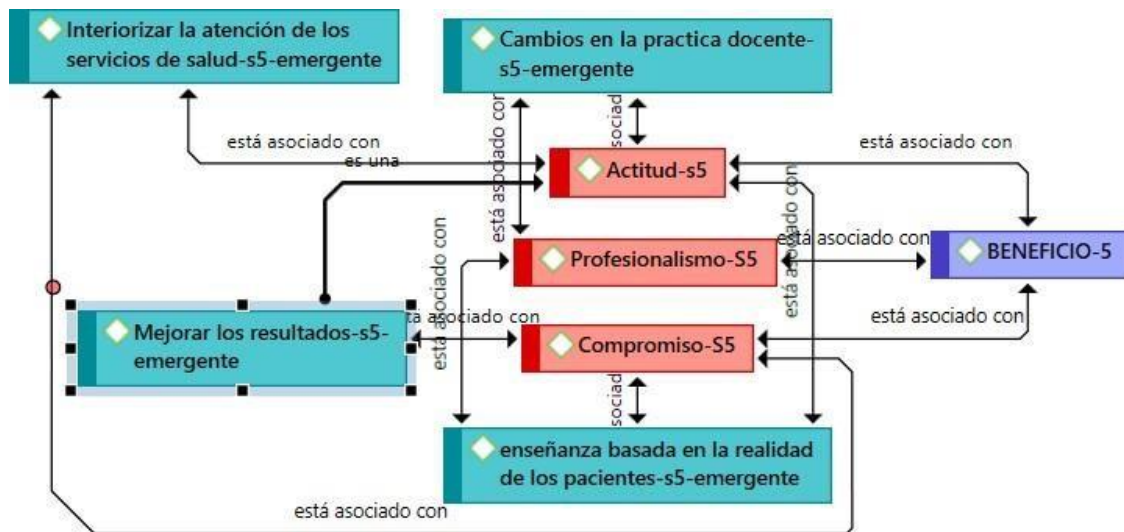 Interiorizar la atención de los
servicios de salud-s5-emergente
Cambios en la practica docente-
s5-emergente
está asociado con
es una
está asociado con
está asociado con
Actitud-s5
está asociado con
está asociado con
Profesionalismo-S5
está asociado con
BENEFICIO-5
está asociado con
Mejorar los resultados-s5-
emergente
asociado con
Compromiso-S5
está asociado con
enseñanza basada en la realidad
de los pacientes-s5-emergente
está asociado con